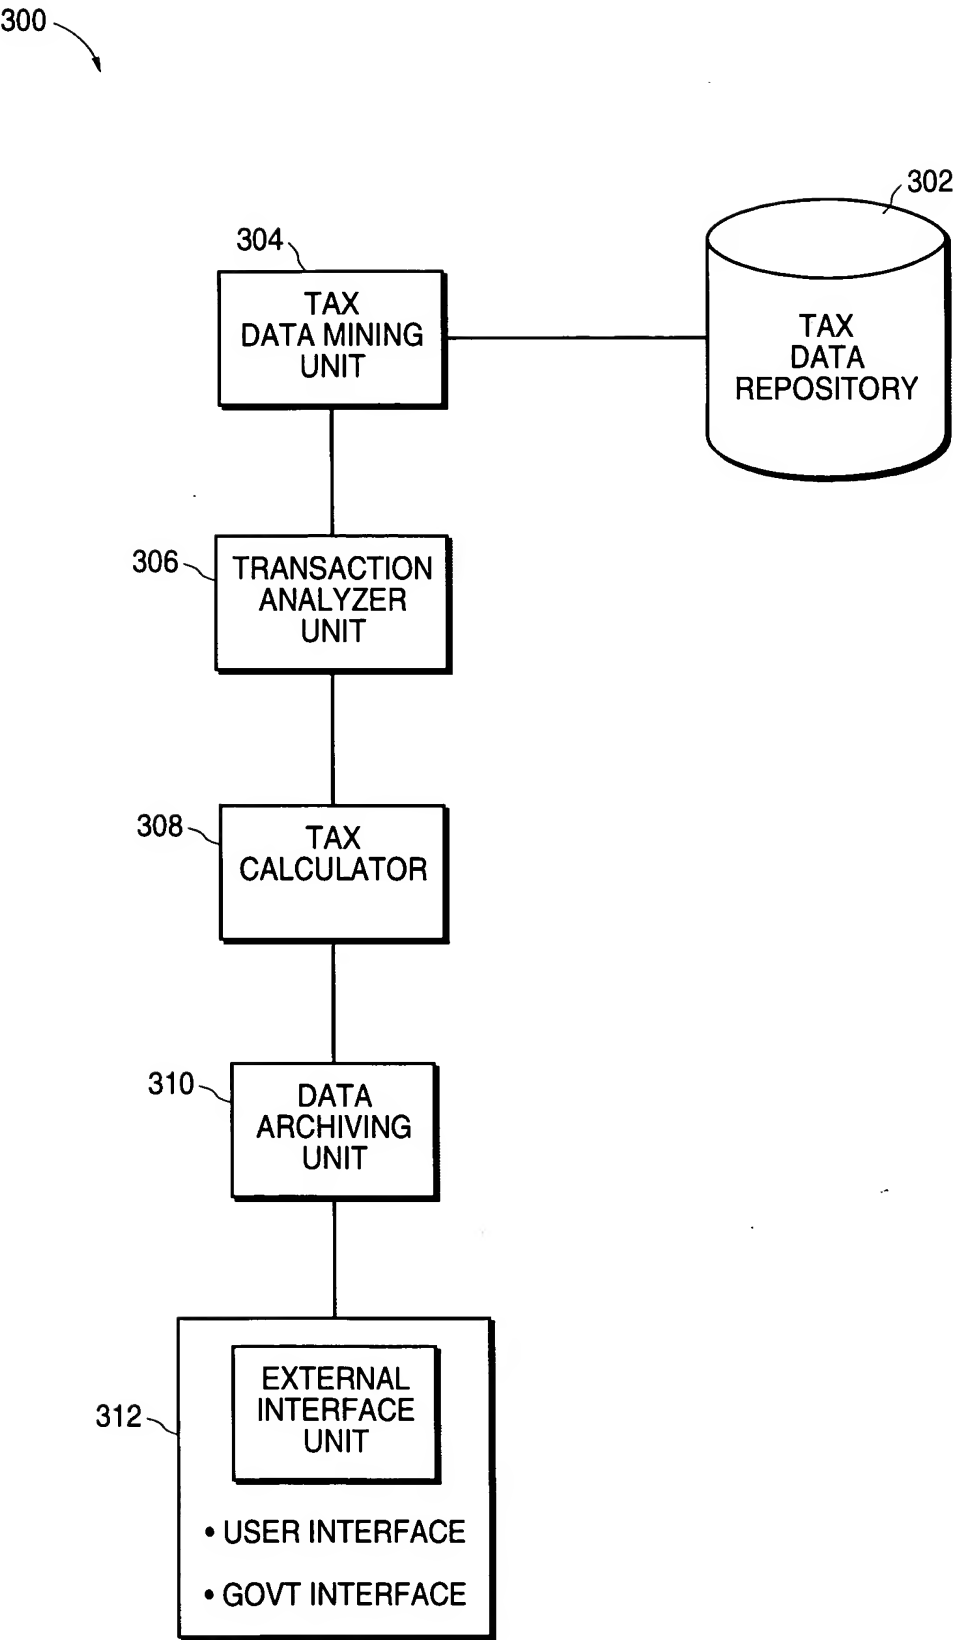 300
302
304
TAX
DATA MINING
UNIT
TAX
DATA
REPOSITORY
306
TRANSACTION
ANALYZER
UNIT
308
TAX
CALCULATOR
310
DATA
ARCHIVING
UNIT
312
EXTERNAL
INTERFACE
UNIT
• USER INTERFACE
• GOVT INTERFACE